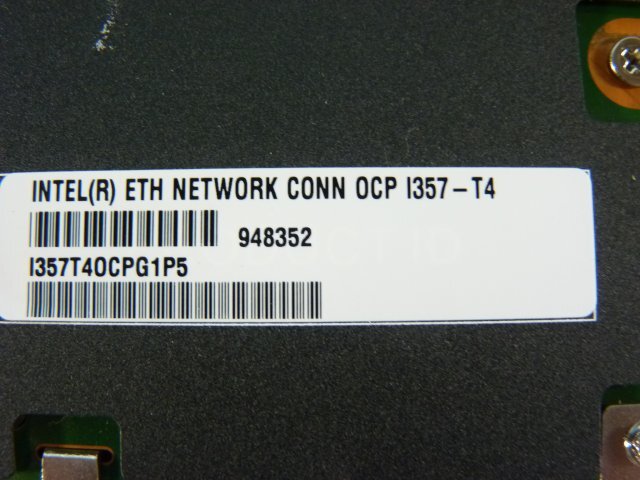 INTEL(R) ETH NETWORK CONN OCP I357-T4
948352
I357T4OCPG1P5